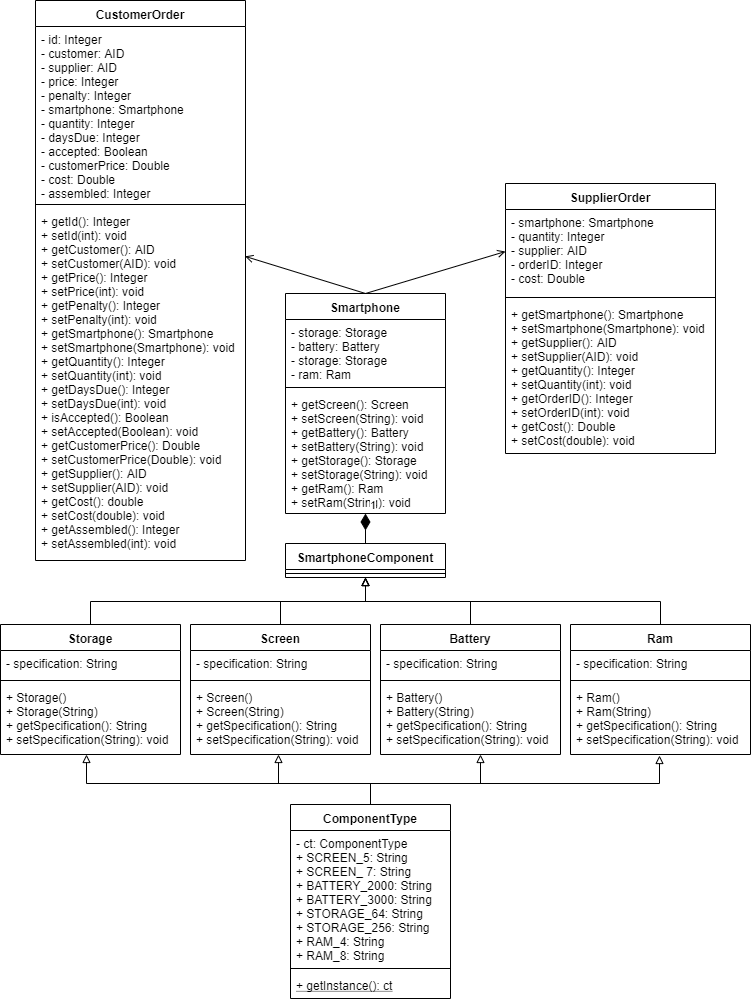 CustomerOrder
- id: Integer
- customer: AID
- supplier: AID
- price: Integer
- penalty: Integer
- smartphone: Smartphone
- quantity: Integer
- daysDue: Integer
- accepted: Boolean
- customerPrice: Double
- cost: Double
- assembled: Integer
+ getId(): Integer
+ setId(int): void
+ getCustomer(): AID
+ setCustomer(AID): void
+ getPrice(): Integer
+ setPrice(int): void
+ getPenalty(): Integer
+ setPenalty(int): void
+ getSmartphone(): Smartphone
+ setSmartphone(Smartphone): void
+ getQuantity(): Integer
+ setQuantity(int): void
+ getDaysDue(): Integer
+ setDaysDue(int): void
+ isAccepted(): Boolean
+ setAccepted(Boolean): void
+ getCustomerPrice(): Double
+ setCustomerPrice(Double): void
+ getSupplier(): AID
+ setSupplier(AID): void
+ getCost(): double
+ setCost(double): void
+ getAssembled(): Integer
+ setAssembled(int): void
SupplierOrder
- smartphone: Smartphone
- quantity: Integer
- supplier: AID
- orderID: Integer
- cost: Double
+ getSmartphone(): Smartphone
+ setSmartphone(Smartphone): void
+ getSupplier(): AID
+ setSupplier(AID): void
+ getQuantity(): Integer
+ setQuantity(int): void
+ getOrderID(): Integer
+ setOrderID(int): void
+ getCost(): Double
+ setCost(double): void
Smartphone
- storage: Storage
- battery: Battery
- storage: Storage
- ram: Ram
+ getScreen(): Screen
+ setScreen(String): void
+ getBattery(): Battery
+ setBattery(String): void
+ getStorage(): Storage
+ setStorage(String): void
+ getRam(): Ram
+ void
SmartphoneComponent
Storage
- specification: String
+ Storage()
+ Storage(String)
+ getSpecification(): String
+ setSpecification(String): void
Screen
- specification: String
+ Screen()
+ Screen(String)
+ getSpecification(): String
+ setSpecification(String): void
Battery
- specification: String
+ Battery()
+ Battery(String)
+ getSpecification(): String
+ setSpecification(String): void
Ram
- specification: String
+ Ram()
+ Ram(String)
+ getSpecification(): String
+ setSpecification(String): void
ComponentType
- ct: ComponentType
+ SCREEN_5: String
+ SCREEN_ 7: String
+ BATTERY_2000: String
+ BATTERY_3000: String
+ STORAGE_64: String
+ STORAGE_256: String
+ RAM_4: String
+ RAM_8: String
+ getInstance(): ct